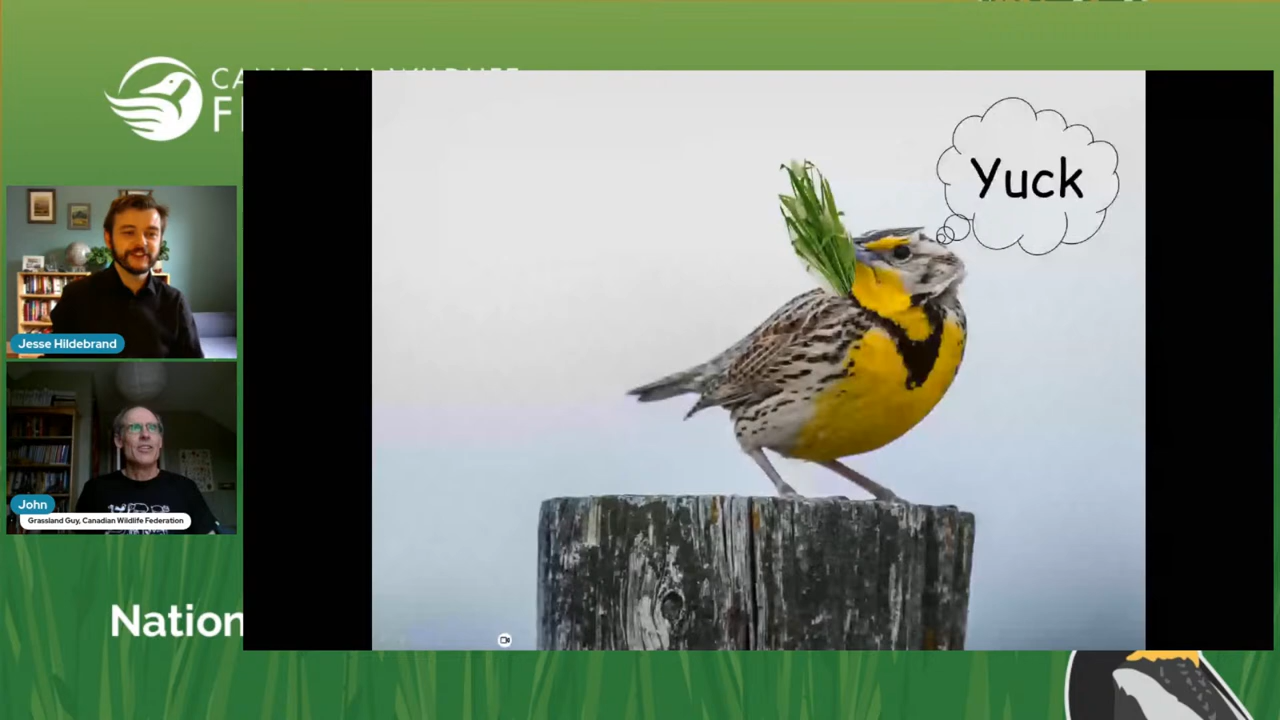 Yuck
Jesse Hildebrand
John
Grassland Guy, Canadian Wildlife Federation
Nation